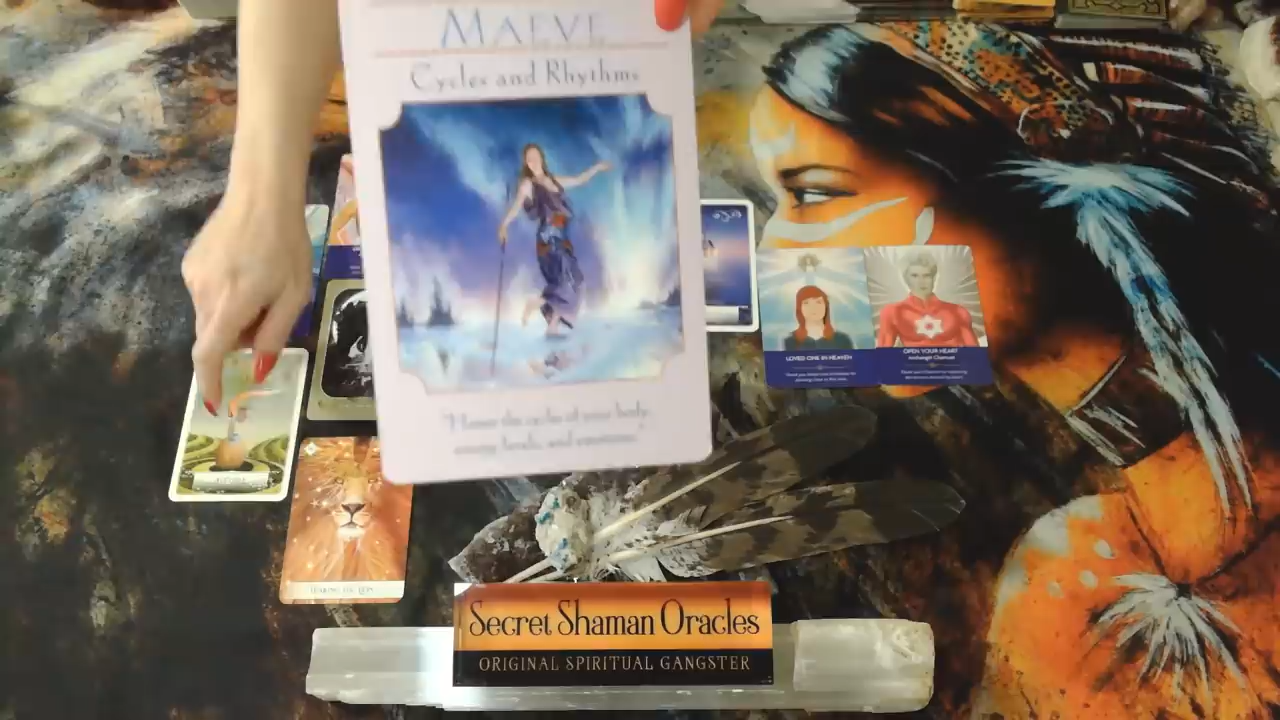 MAEVE
Cycles and Rhythms
"Honor the cycles of your body,
energy levels, and emotions."
LOVED ONE IN HEAVEN
OPEN YOUR HEART
Archangel Chamuel
Secret Shaman Oracles
ORIGINAL SPIRITUAL GANGSTER